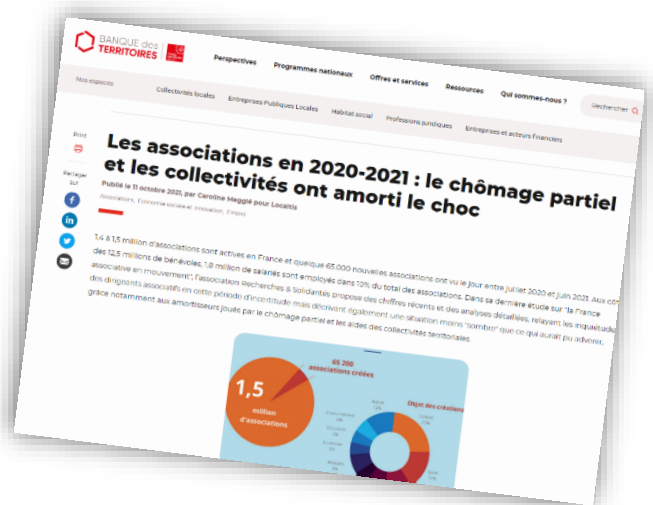 BANQUE des
TERRITOIRES
Perspectives
Programmes nationaux
Offres et services
Ressources
Qui sommes-nous ?
Rechercher
Nos espaces
Collectivités locales
Entreprises Publiques Locales
Habitat social
Professions juridiques
Entreprises et acteurs financiers
Print
Partager
sur
Les associations en 2020-2021 : le chômage partiel
et les collectivités ont amorti le choc
Publié le 11 octobre 2021, par Caroline Megglé pour Localtis
Associations, Economie sociale et innovation, Emploi
1,4 à 1,5 million d'associations sont actives en France et quelque 65.000 nouvelles associations ont vu le jour entre juillet 2020 et juin 2021. Aux
des 12,5 millions de bénévoles, 1,8 million de salariés sont employés dans 10% du total des associations. Dans sa dernière étude sur "la France
associative en mouvement", l'association Recherches & Solidarités propose des chiffres récents et des analyses détaillées, relayant les
des dirigeants associatifs en cette période d'incertitude mais décrivant également une situation moins "sombre" que ce qui aurait pu advenir,
grâce notamment aux amortisseurs joués par le chômage partiel et les aides des collectivités territoriales.
65 200
associations créées
1,5
million
d'associations
Objet des créations